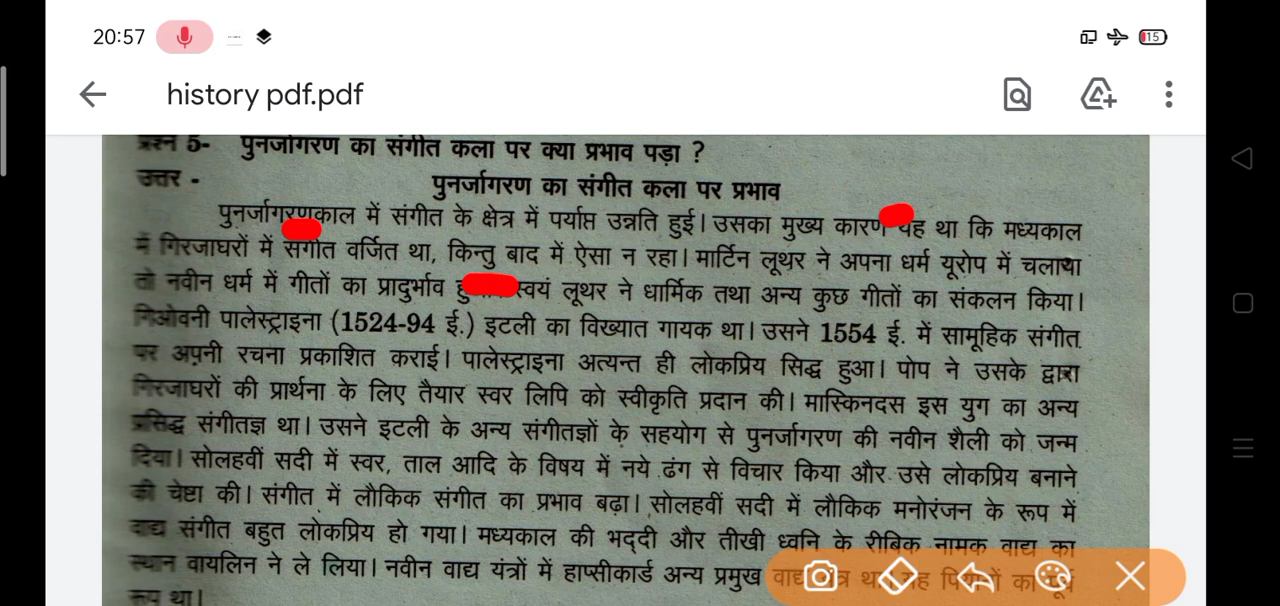 20:57
15
history pdf.pdf
प्रश्न 5- पुनर्जागरण का संगीत कला पर क्या प्रभाव पड़ा ?
उत्तर -
पुनर्जागरण का संगीत कला पर प्रभाव
पुनर्जागरणकाल में संगीत के क्षेत्र में पर्याप्त उन्नति हुई। उसका मुख्य कारण यह था कि मध्यकाल
में गिरजाघरों में संगीत वर्जित था, किन्तु बाद में ऐसा न रहा। मार्टिन लूथर ने अपना धर्म यूरोप में चलाया
तो नवीन धर्म में गीतों का प्रादुर्भाव स्वयं लूथर ने धार्मिक तथा अन्य कुछ गीतों का संकलन किया।
गिओवनी पालेस्ट्राइना (1524-94 ई.) इटली का विख्यात गायक था। उसने 1554 ई. में सामूहिक संगीत
पर अपनी रचना प्रकाशित कराई। पालेस्ट्राइना अत्यन्त ही लोकप्रिय सिद्ध हुआ। पोप ने उसके द्वारा
गिरजाघरों की प्रार्थना के लिए तैयार स्वर लिपि को स्वीकृति प्रदान की। मास्किनदस इस युग का अन्य
प्रसिद्ध संगीतज्ञ था। उसने इटली के अन्य संगीतज्ञों के सहयोग से पुनर्जागरण की नवीन शैली को जन्म
दिया। सोलहवीं सदी में स्वर, ताल आदि के विषय में नये ढंग से विचार किया और उसे लोकप्रिय बनाने
की चेष्टा की। संगीत में लौकिक संगीत का प्रभाव बढ़ा। सोलहवीं सदी में लौकिक मनोरंजन के रूप में
वाद्य संगीत बहुत लोकप्रिय हो गया। मध्यकाल की भद्दी और तीखी ध्वनि के रीबिक नामक वाद्य का
स्थान वायलिन ने ले लिया। नवीन वाद्य यंत्रों में हाप्सीकार्ड अन्य प्रमुख वाद्य यंत्र था। यह पियानो का पूर्व
रूप था।